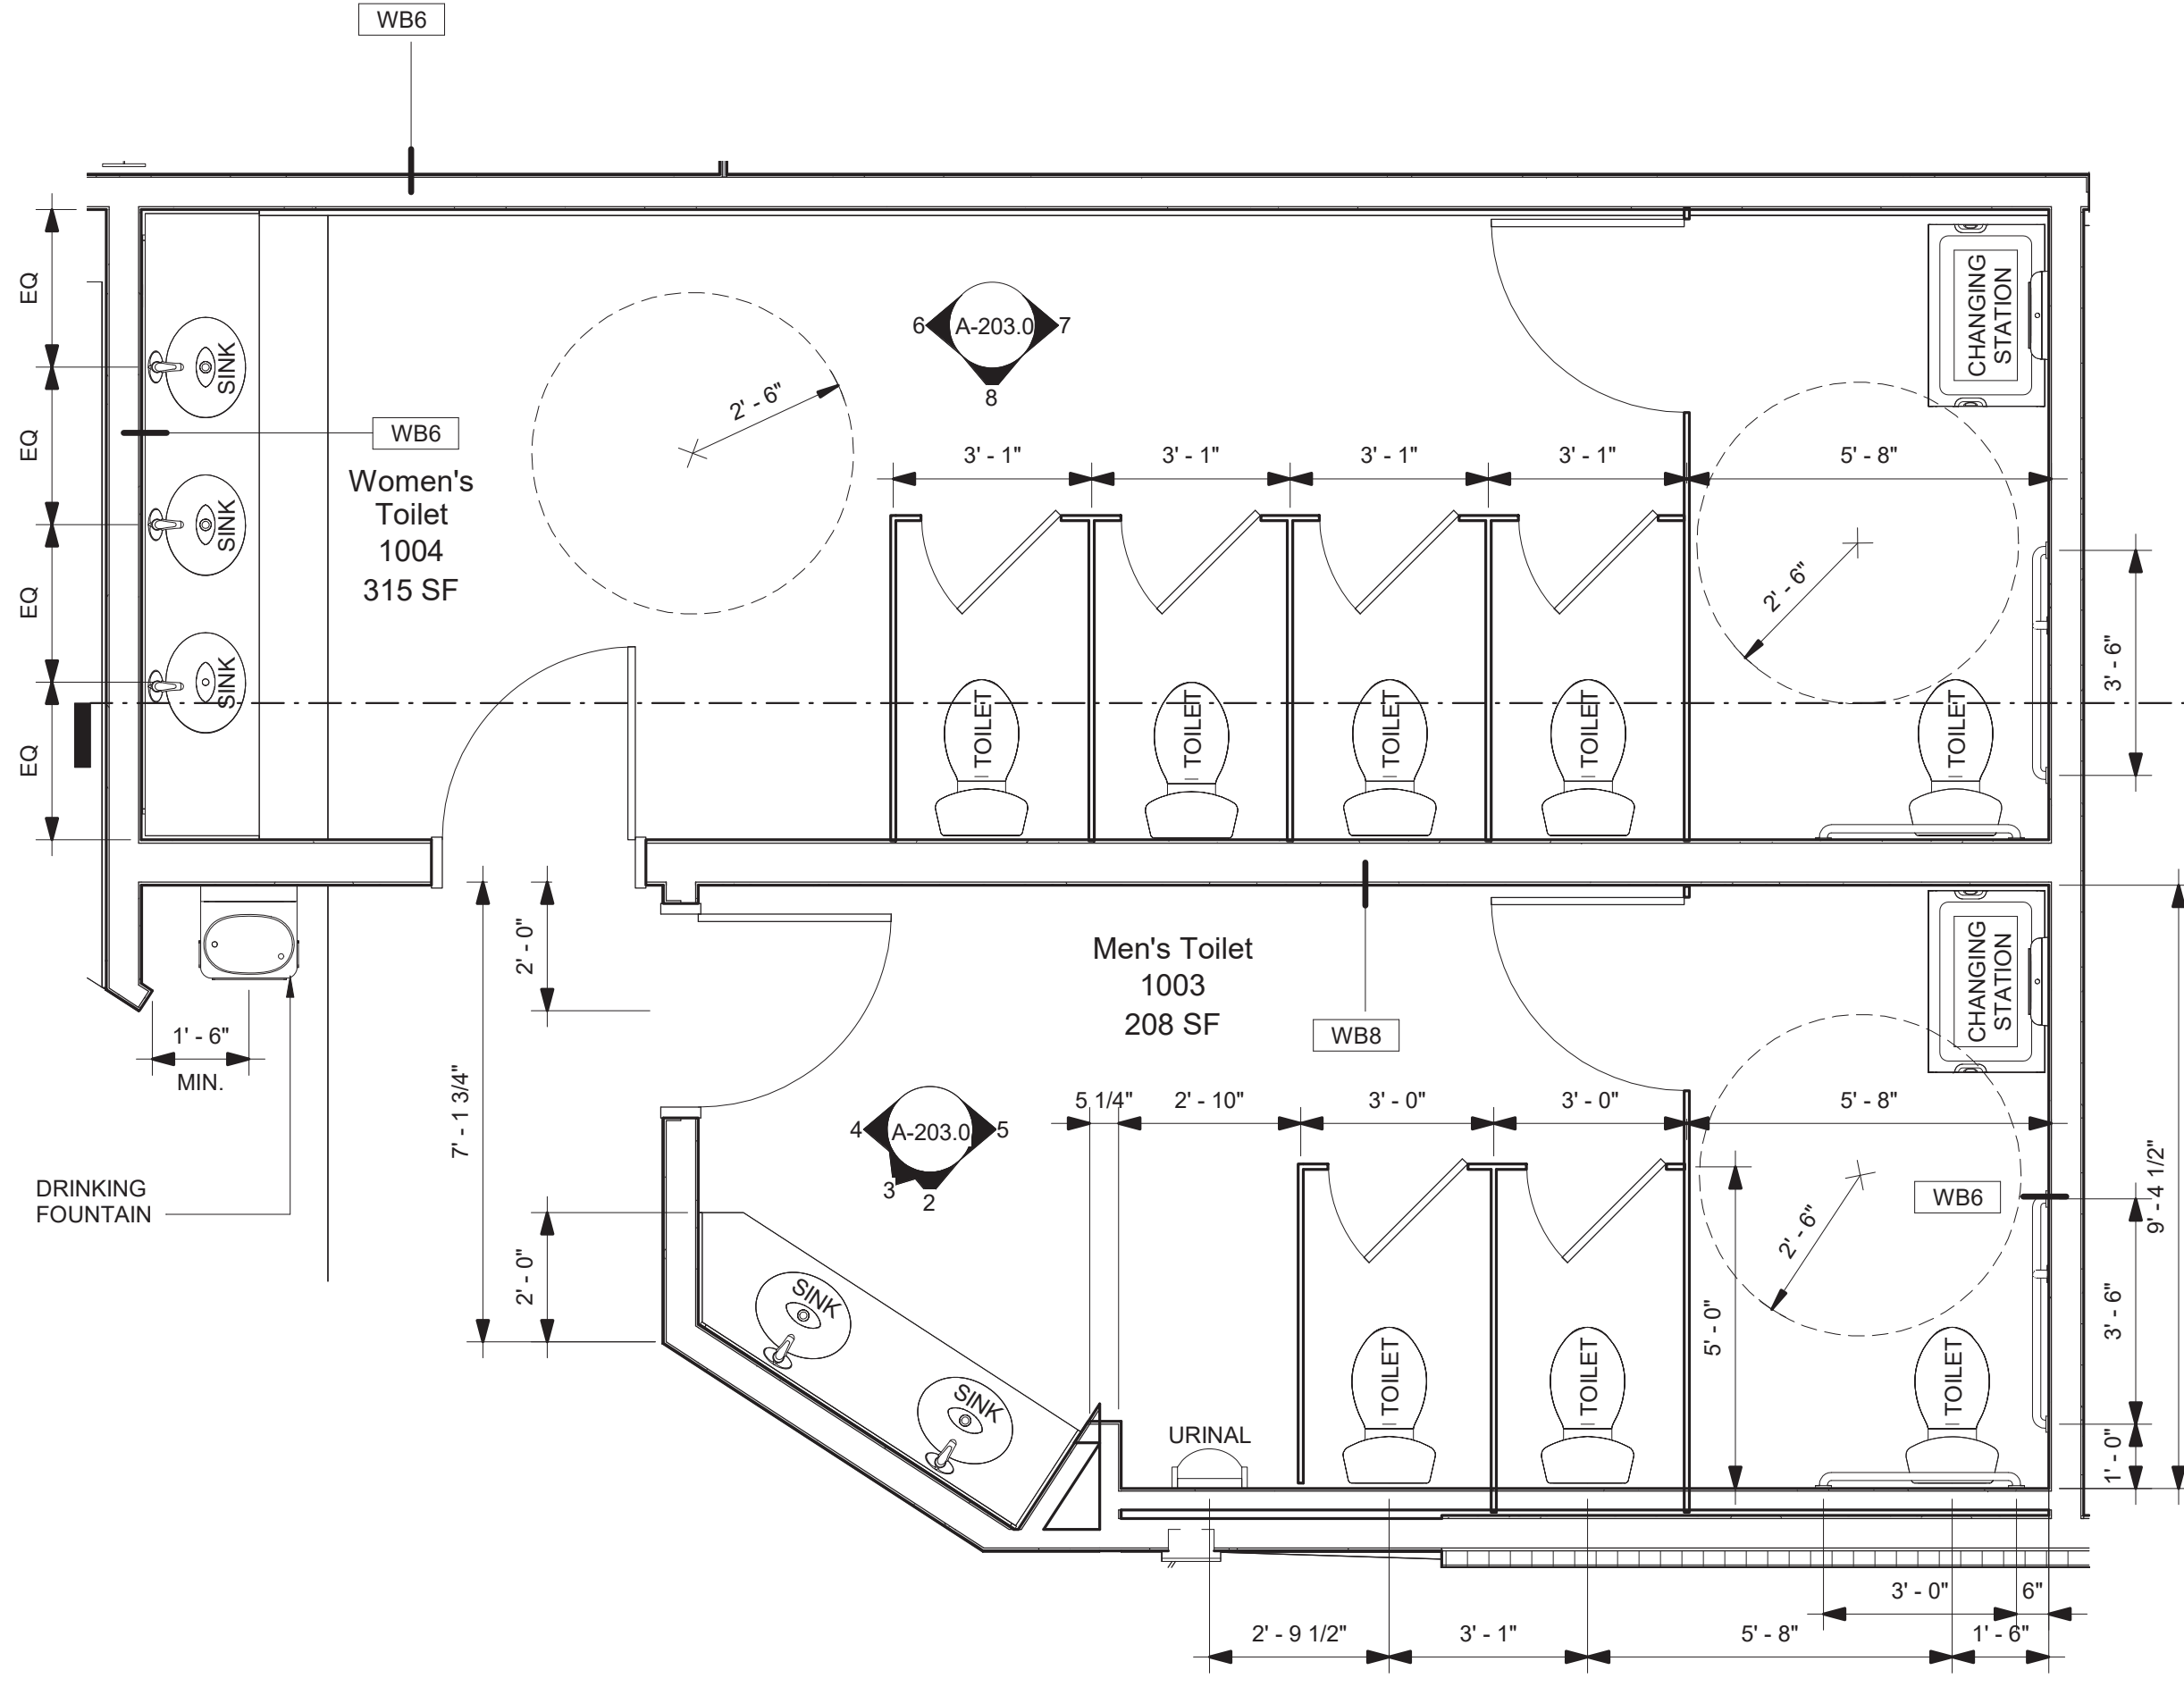 WB6
EQ
EQ
EQ
EQ
SINK
SINK
SINK
WB6
Women's
Toilet
1004
315 SF
2' - 6"
6
A-203.0
7
8
3' - 1"
3' - 1"
3' - 1"
3' - 1"
5' - 8"
CHANGING
STATION
2' - 6"
3' - 6"
TOILET
TOILET
TOILET
TOILET
TOILET
1' - 6"
MIN.
DRINKING
FOUNTAIN
2' - 0"
7' - 1 3/4"
2' - 0"
Men's Toilet
1003
208 SF
WB8
CHANGING
STATION
4
A-203.0
5
3
2
5 1/4"
2' - 10"
3' - 0"
3' - 0"
5' - 8"
WB6
2' - 6"
5' - 0"
9' - 4 1/2"
3' - 6"
1' - 0"
SINK
SINK
URINAL
TOILET
TOILET
TOILET
3' - 0"
6"
2' - 9 1/2"
3' - 1"
5' - 8"
1' - 6"